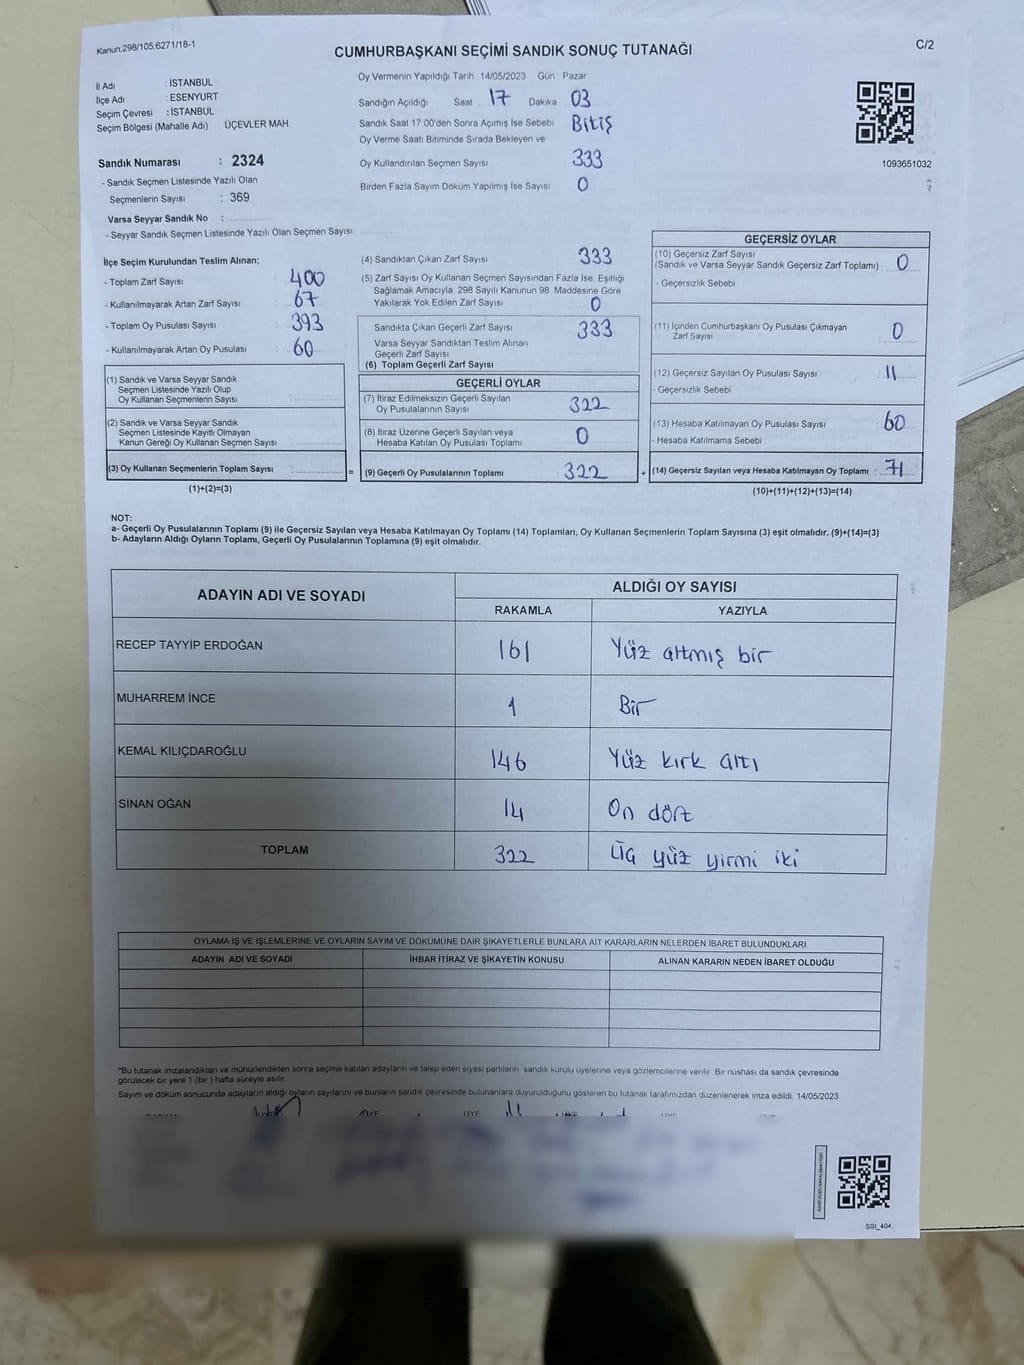 Kanun:298/105;6271/18-1
C/2
CUMHURBAŞKANI SEÇİMİ SANDIK SONUÇ TUTANAĞI
İl Adı : İSTANBUL
İlçe Adı : ESENYURT
Seçim Çevresi : İSTANBUL
Seçim Bölgesi (Mahalle Adı) : ÜÇEVLER MAH.
Sandık Numarası : 2324
- Sandık Seçmen Listesinde Yazılı Olan
Seçmenlerin Sayısı : 369
Varsa Seyyar Sandık No :
- Seyyar Sandık Seçmen Listesinde Yazılı Olan Seçmen Sayısı
Oy Vermenin Yapıldığı Tarih 14/05/2023 Gün Pazar
Sandığın Açıldığı Saat 17 Dakika 03
Sandık Saat 17:00'den Sonra Açımış İse Sebebi Bitiş
Oy Verme Saati Bitiminde Sırada Bekleyen ve
Oy Kullandırılan Seçmen Sayısı 333
Birden Fazla Sayım Döküm Yapılmış İse Sayısı 0
1093651032
İlçe Seçim Kurulundan Teslim Alınan;
- Toplam Zarf Sayısı : 400
- Kullanılmayarak Artan Zarf Sayısı : 67
- Toplam Oy Pusulası Sayısı : 393
- Kullanılmayarak Artan Oy Pusulası : 60
(1) Sandık ve Varsa Seyyar Sandık
Seçmen Listesinde Yazılı Olup
Oy Kullanan Seçmenlerin Sayısı
(2) Sandık ve Varsa Seyyar Sandık
Seçmen Listesinde Kayıtlı Olmayan
Kanun Gereği Oy Kullanan Seçmen Sayısı
(3) Oy Kullanan Seçmenlerin Toplam Sayısı :
(1)+(2)=(3)
=
(4) Sandıktan Çıkan Zarf Sayısı 333
(5) Zarf Sayısı Oy Kullanan Seçmen Sayısından Fazla İse, Eşitliği
Sağlamak Amacıyla; 298 Sayılı Kanunun 98. Maddesine Göre
Yakılarak Yok Edilen Zarf Sayısı 0
Sandıkta Çıkan Geçerli Zarf Sayısı 333
Varsa Seyyar Sandıktan Teslim Alınan
Geçerli Zarf Sayısı
(6) Toplam Geçerli Zarf Sayısı
GEÇERLİ OYLAR
(7) İtiraz Edilmeksizin Geçerli Sayılan
Oy Pusulalarının Sayısı 322
(8) İtiraz Üzerine Geçerli Sayılan veya
Hesaba Katılan Oy Pusulası Toplamı 0
(9) Geçerli Oy Pusulalarının Toplamı 322
+
GEÇERSİZ OYLAR
(10) Geçersiz Zarf Sayısı
(Sandık ve Varsa Seyyar Sandık Geçersiz Zarf Toplamı) : 0
- Geçersizlik Sebebi
(11) İçinden Cumhurbaşkanı Oy Pusulası Çıkmayan
Zarf Sayısı : 0
(12) Geçersiz Sayılan Oy Pusulası Sayısı : 11
- Geçersizlik Sebebi
(13) Hesaba Katılmayan Oy Pusulası Sayısı : 60
- Hesaba Katılmama Sebebi
(14) Geçersiz Sayılan veya Hesaba Katılmayan Oy Toplamı : 71
(10)+(11)+(12)+(13)=(14)
NOT:
a- Geçerli Oy Pusulalarının Toplamı (9) ile Geçersiz Sayılan veya Hesaba Katılmayan Oy Toplamı (14) Toplamları, Oy Kullanan Seçmenlerin Toplam Sayısına (3) eşit olmalıdır. (9)+(14)=(3)
b- Adayların Aldığı Oyların Toplamı, Geçerli Oy Pusulalarının Toplamına (9) eşit olmalıdır.
ADAYIN ADI VE SOYADI
ALDIĞI OY SAYISI
RAKAMLA YAZIYLA
RECEP TAYYİP ERDOĞAN 161 Yüz altmış bir
MUHARREM İNCE 1 Bir
KEMAL KILIÇDAROĞLU 146 Yüz kırk altı
SİNAN OĞAN 14 On dört
TOPLAM 322 Üç yüz yirmi iki
OYLAMA İŞ VE İŞLEMLERİNE VE OYLARIN SAYIM VE DÖKÜMÜNE DAİR ŞİKAYETLERLE BUNLARA AİT KARARLARIN NELERDEN İBARET BULUNDUKLARI
ADAYIN ADI VE SOYADI İHBAR İTİRAZ VE ŞİKAYETİN KONUSU ALINAN KARARIN NEDEN İBARET OLDUĞU
*Bu tutanak imzalandıktan ve mühürlendikten sonra seçime katılan adayların ve talep eden siyasi partilerin sandık kurulu üyelerine veya gözlemcilerine verilir. Bir nüshası da sandık çevresinde
görülecek bir yere 1 (bir ) hafta süreyle asılır.
Sayım ve döküm sonucunda adayların aldığı oyların sayılarını ve bunların sandık çevresinde bulunanlara duyurulduğunu gösteren bu tutanak tarafımızdan düzenlenerek imza edildi. 14/05/2023
SSI_404